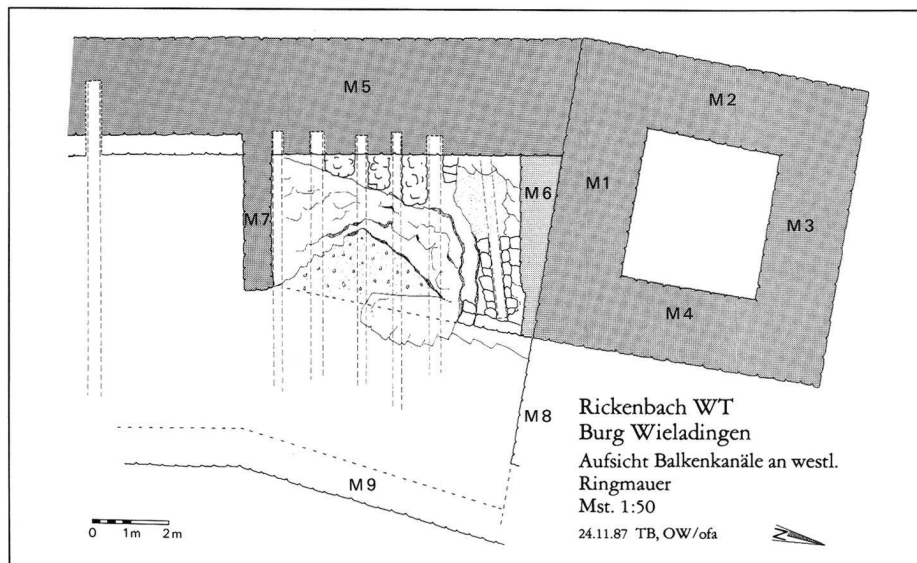 M5
M2
M1
M6
M7
M3
M4
M8
M9
Rickenbach WT
Burg Wieladingen
Aufsicht Balkenkanäle an westl.
Ringmauer
Mst. 1:50
24.11.87 TB, OW/ofa
0 1m 2m
N